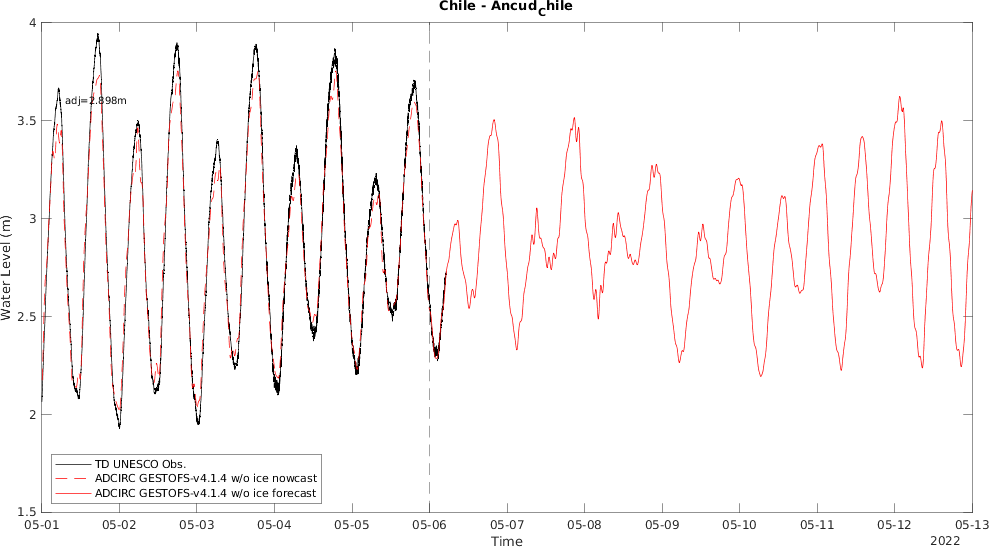 Chile - Ancud_Chile
4
3.5
3
2.5
2
1.5
Water Level (m)
adj=2.898m
TD UNESCO Obs.
ADCIRC GESTOFS-v4.1.4 w/o ice nowcast
ADCIRC GESTOFS-v4.1.4 w/o ice forecast
05-01 05-02 05-03 05-04 05-05 05-06 05-07 05-08 05-09 05-10 05-11 05-12 05-13
Time
2022